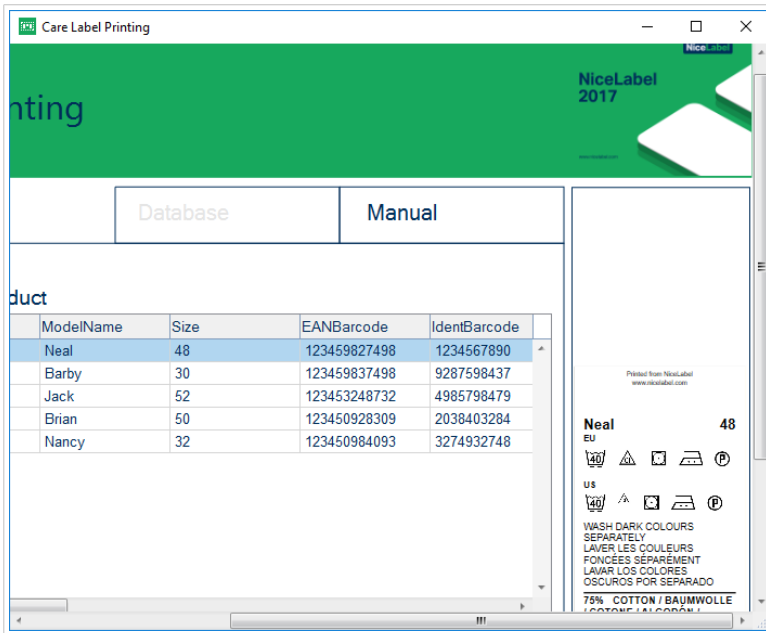 Care Label Printing
NiceLabel
NiceLabel
2017
nting
Database
Manual
duct
ModelName Size EANBarcode IdentBarcode
Neal 48 123459827498 1234567890
Barby 30 123459837498 9287598437
Jack 52 123453248732 4985798479
Brian 50 123450928309 2038403284
Nancy 32 123450984093 3274932748
Printed from NiceLabel
www.nicelabel.com
Neal 48
EU
40 CL P
US
40 P
WASH DARK COLOURS
SEPARATELY
LAVER LES COULEURS
FONCÉES SÉPARÉMENT
LAVAR LOS COLORES
OSCUROS POR SEPARADO
75% COTTON / BAUMWOLLE
/ COTONE / ALGODÓN /